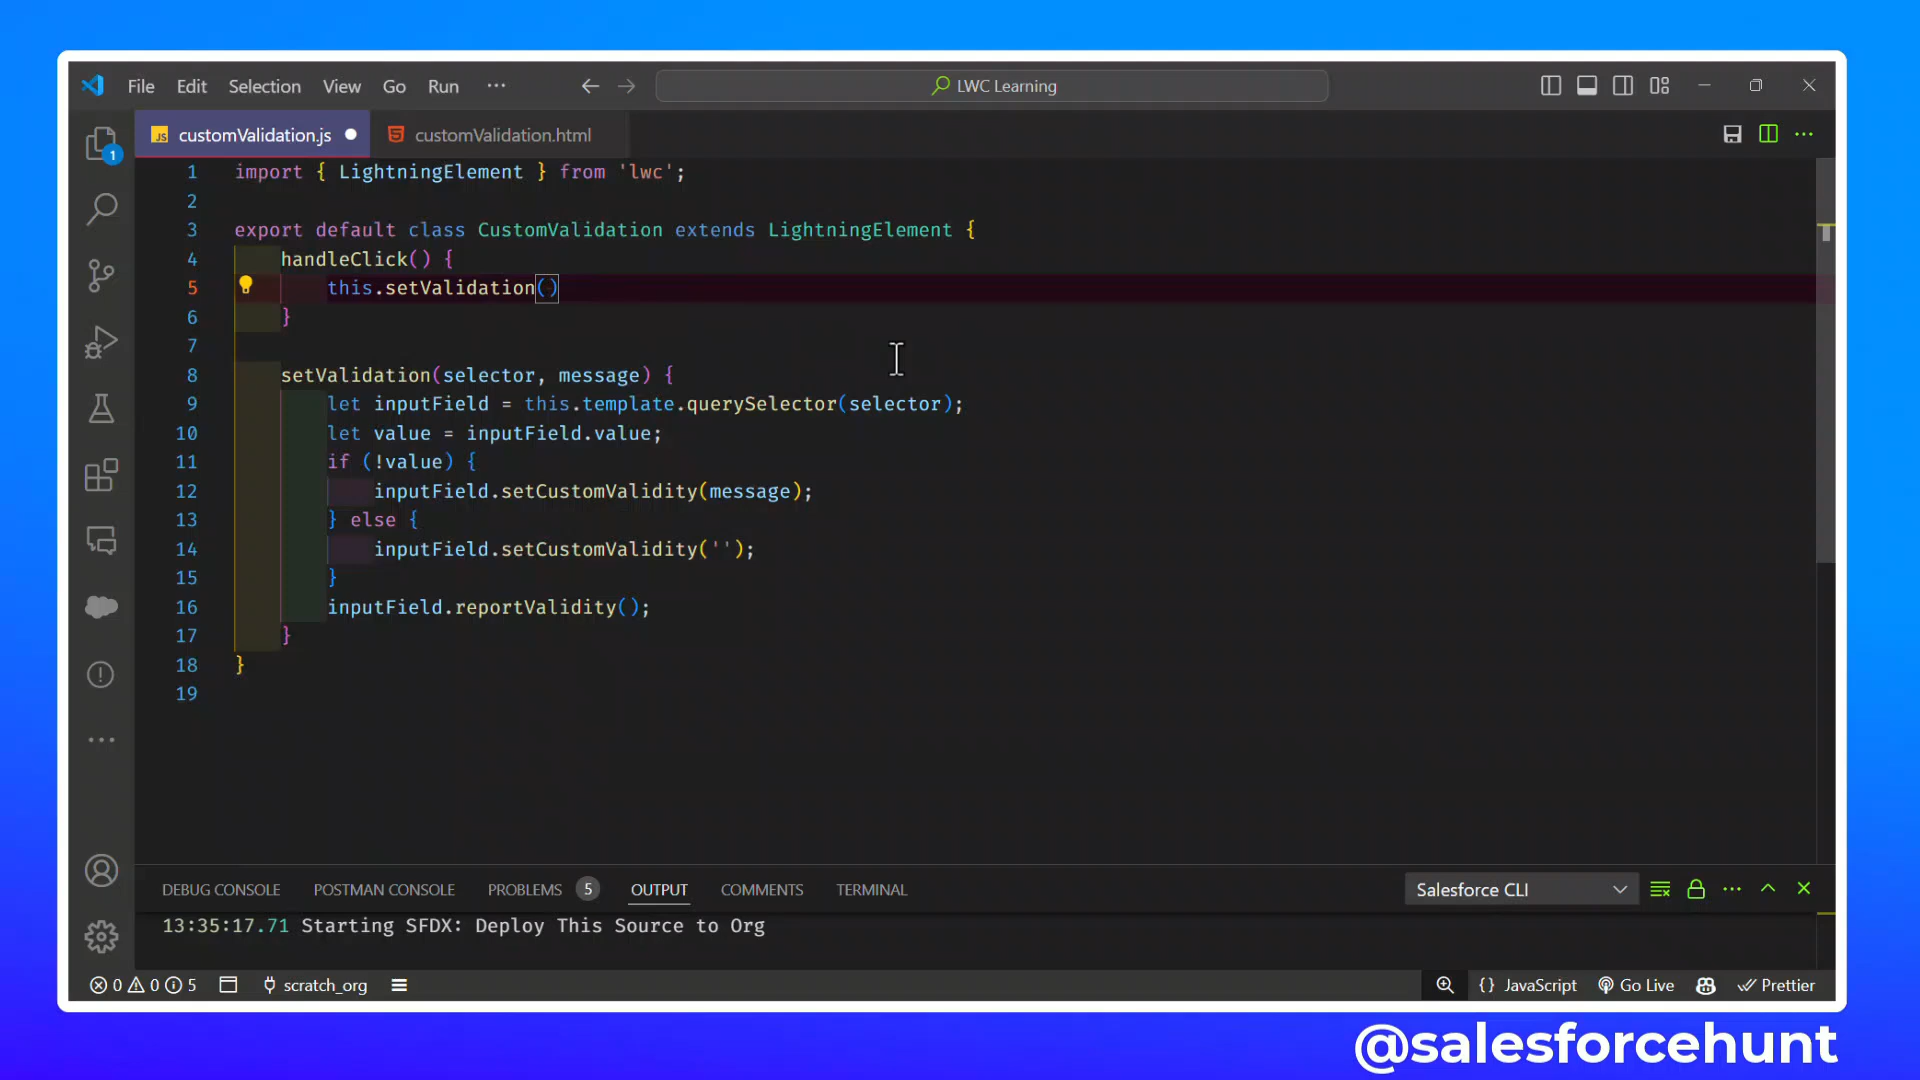 File Edit Selection View Go Run ··· LWC Learning
JS customValidation.js customValidation.html
1
1 import { LightningElement } from 'lwc';
2
3 export default class CustomValidation extends LightningElement {
4 handleClick() {
5 this.setValidation()
6 }
7
8 setValidation(selector, message) {
9 let inputField = this.template.querySelector(selector);
10 let value = inputField.value;
11 if (!value) {
12 inputField.setCustomValidity(message);
13 } else {
14 inputField.setCustomValidity('');
15 }
16 inputField.reportValidity();
17 }
18 }
19
DEBUG CONSOLE POSTMAN CONSOLE PROBLEMS 5 OUTPUT COMMENTS TERMINAL Salesforce CLI
13:35:17.71 Starting SFDX: Deploy This Source to Org
0 0 5 scratch_org {} JavaScript Go Live Prettier
@salesforcehunt